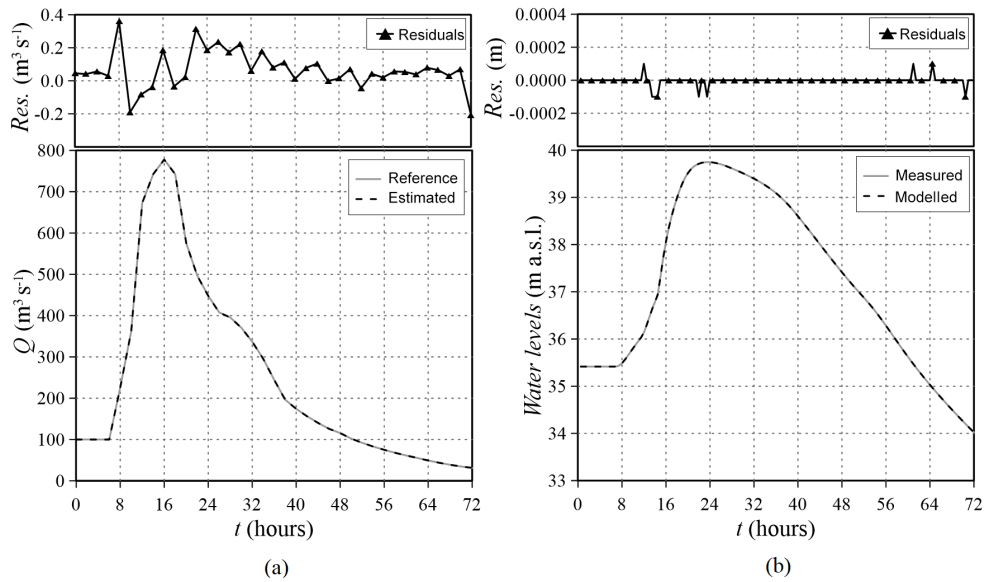 Res. (m³ s⁻¹)
0.4
0.2
0.0
-0.2
Residuals
Q (m³ s⁻¹)
800
700
600
500
400
300
200
100
0
Reference
Estimated
0 8 16 24 32 40 48 56 64 72
t (hours)
(a)
Res. (m)
0.0004
0.0002
0.0000
-0.0002
Residuals
Water levels (m a.s.l.)
40
39
38
37
36
35
34
33
Measured
Modelled
0 8 16 24 32 40 48 56 64 72
t (hours)
(b)